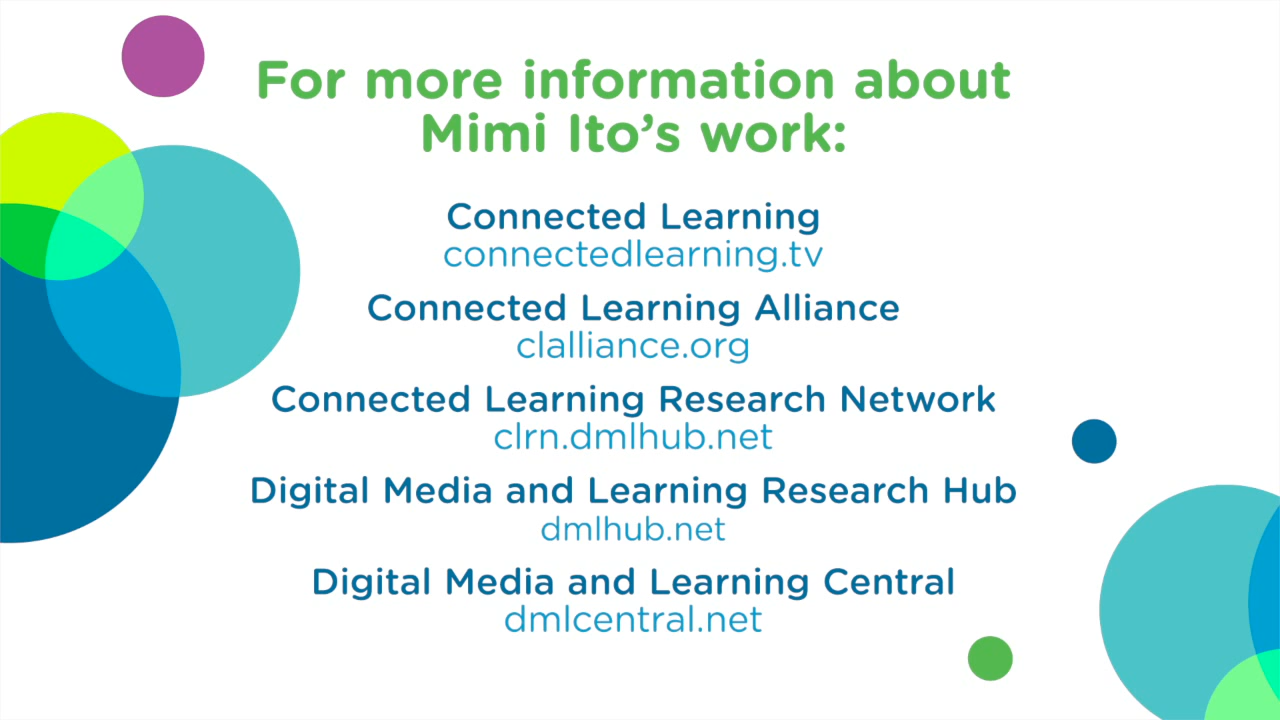 For more information about
Mimi Ito’s work:
Connected Learning
connectedlearning.tv
Connected Learning Alliance
clalliance.org
Connected Learning Research Network
clrn.dmlhub.net
Digital Media and Learning Research Hub
dmlhub.net
Digital Media and Learning Central
dmlcentral.net